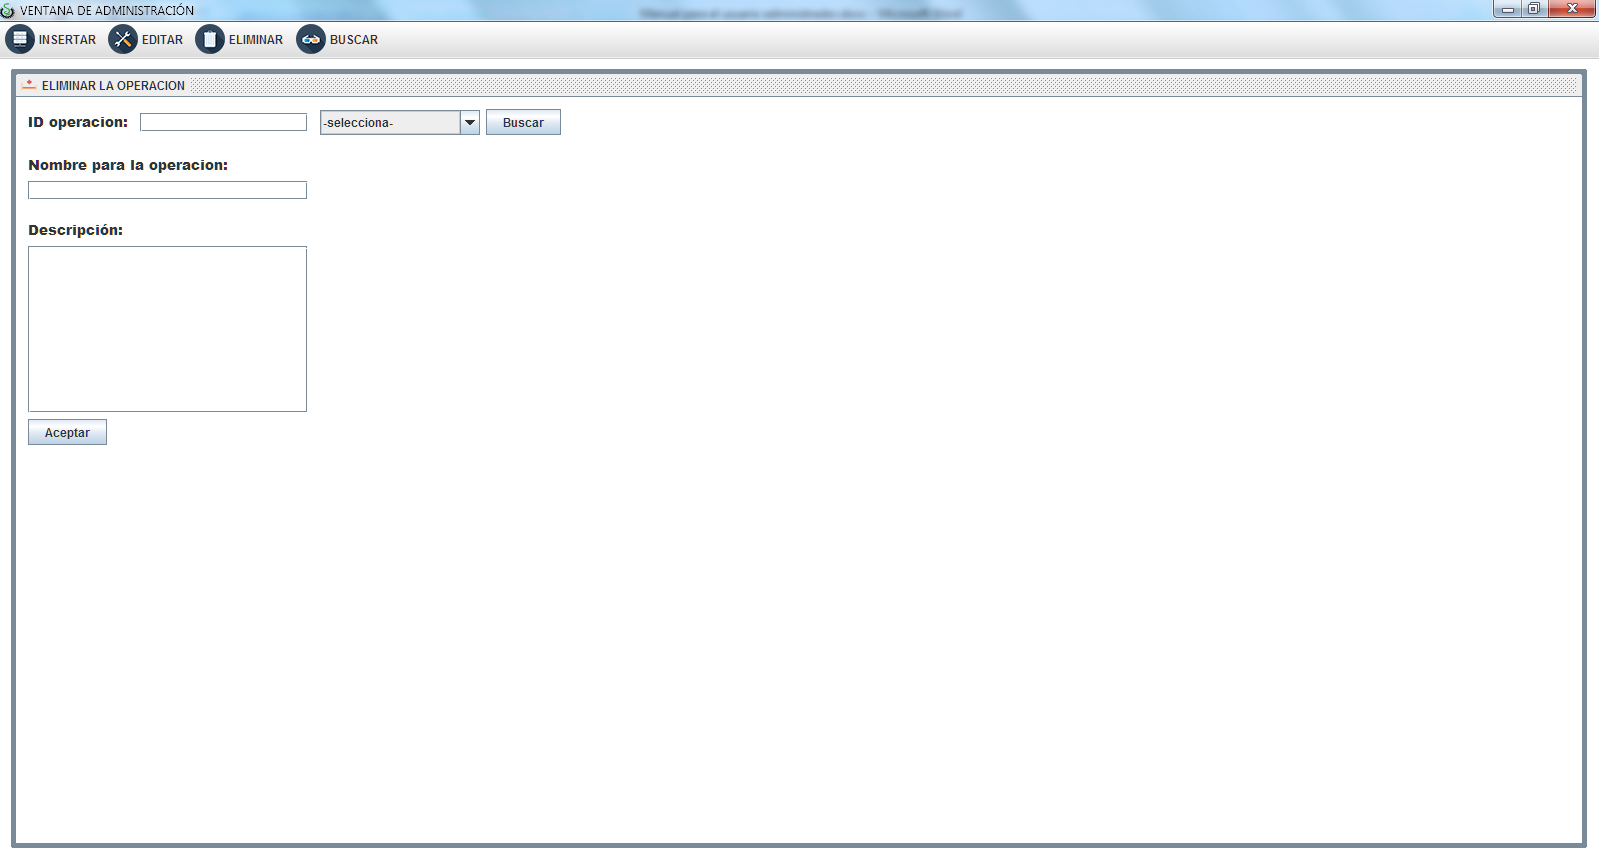 VENTANA DE ADMINISTRACIÓN
INSERTAR EDITAR ELIMINAR BUSCAR
ELIMINAR LA OPERACION
ID operacion: -selecciona- Buscar
Nombre para la operacion:
Descripción:
Aceptar